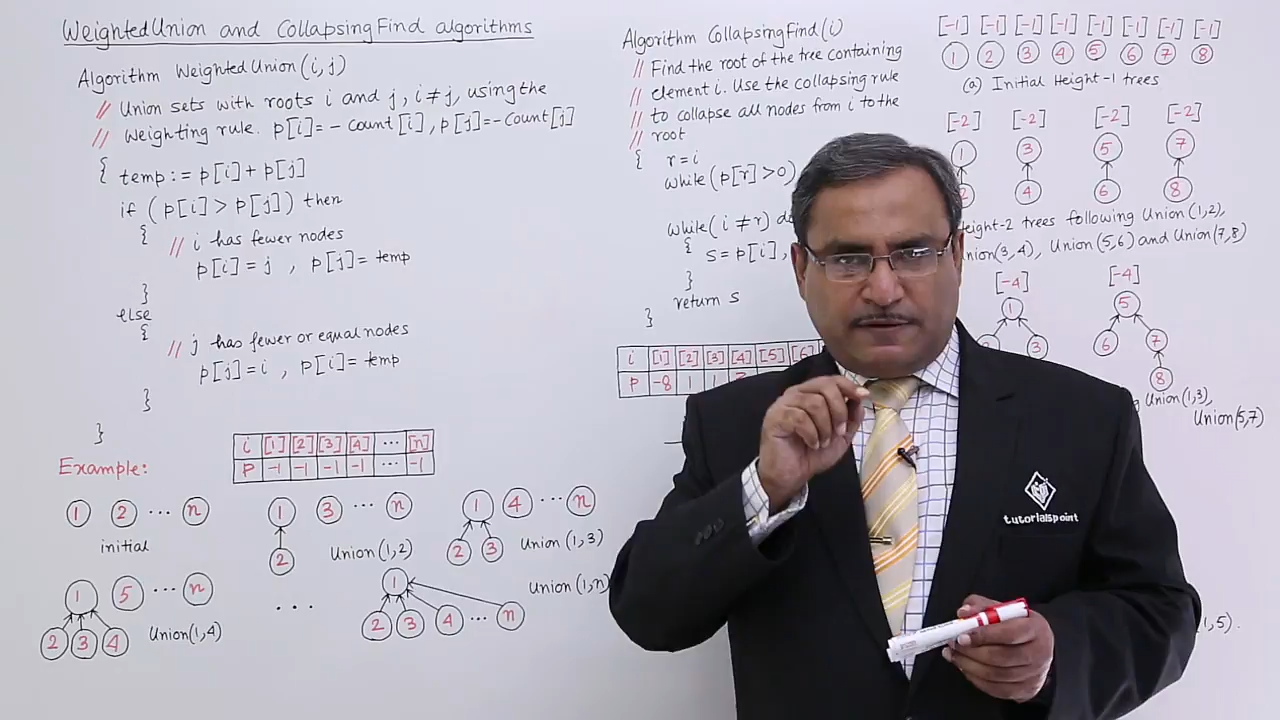 WeightedUnion and CollapsingFind algorithms
Algorithm WeightedUnion(i,j)
// Union sets with roots i and j, i≠j, using the
// weighting rule. p[i]=-count[i], p[j]=-count[j]
{ temp:= p[i]+p[j]
if (p[i]>p[j]) then
{ // i has fewer nodes
p[i]=j , p[j]=temp
}
else
{ // j has fewer or equal nodes
p[j]=i , p[i]=temp
}
}
Example:
i [1] [2] [3] [4] ... [n]
P -1 -1 -1 -1 ... -1
1 2 ... n
initial
1 3 ... n
2
Union(1,2)
1 4 ... n
2 3
Union(1,3)
1 5 ... n
2 3 4
Union(1,4)
...
1
2 3 4 ... n
Union(1,n)
Algorithm CollapsingFind(i)
// Find the root of the tree containing
// element i. Use the collapsing rule
// to collapse all nodes from i to the
// root
{ r=i
while(p[r]>0)
while(i≠r) do
{ s=p[i],
}
return s
}
i [1] [2] [3] [4] [5] [6]
P -8 1 1
[-1] [-1] [-1] [-1] [-1] [-1] [-1] [-1]
1 2 3 4 5 6 7 8
(a) Initial Height-1 trees
[-2] [-2] [-2] [-2]
1 3 5 7
2 4 6 8
Height-2 trees following Union(1,2),
Union(3,4), Union(5,6) and Union(7,8)
[-4] [-4]
1 5
3 6 7
8
Union(1,3),
Union(5,7)
1,5).
tutorialspoint